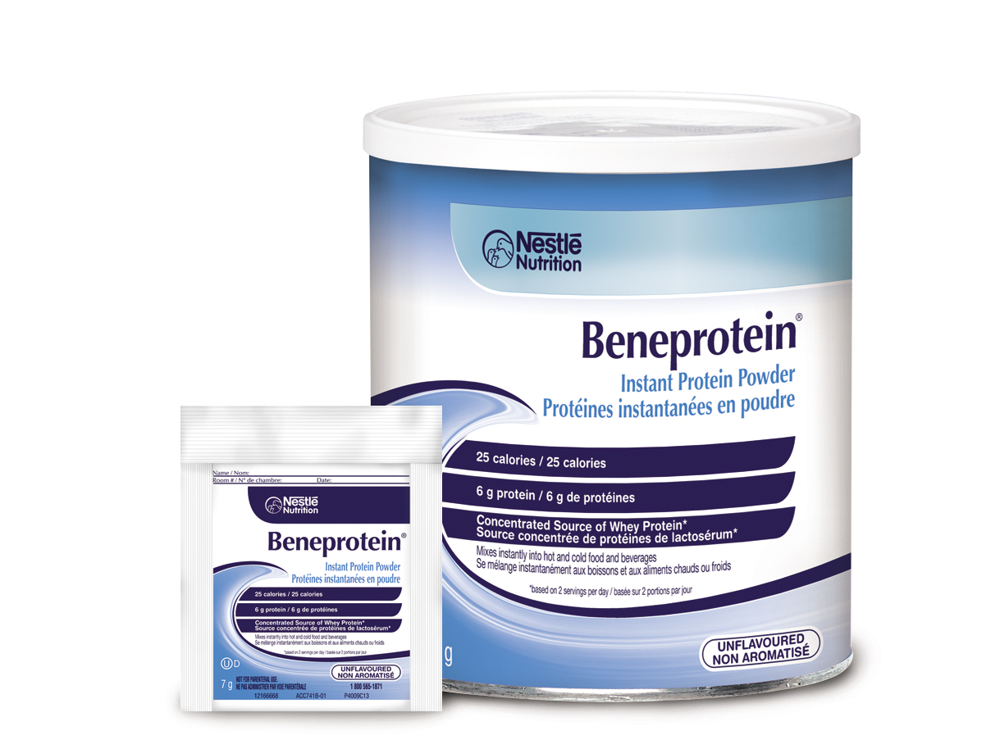 Nestlé
Nutrition
Beneprotein®
Instant Protein Powder
Protéines instantanées en poudre
25 calories / 25 calories
6 g protein / 6 g de protéines
Concentrated Source of Whey Protein*
Source concentrée de protéines de lactosérum*
Mixes instantly into hot and cold food and beverages
Se mélange instantanément aux boissons et aux aliments chauds ou froids
*based on 2 servings per day / basée sur 2 portions par jour
UNFLAVOURED
NON AROMATISÉ
g
Name / Nom:
Room # / N° de chambre: Date:
Nestlé
Nutrition
Beneprotein®
Instant Protein Powder
Protéines instantanées en poudre
25 calories / 25 calories
6 g protein / 6 g de protéines
Concentrated Source of Whey Protein*
Source concentrée de protéines de lactosérum*
Mixes instantly into hot and cold food and beverages
Se mélange instantanément aux boissons et aux aliments chauds ou froids
*based on 2 servings per day / basée sur 2 portions par jour
U D
UNFLAVOURED
NON AROMATISÉ
7 g NOT FOR PARENTERAL USE.
NE PAS ADMINISTRER PAR VOIE PARENTÉRALE
1 800 565-1871
12166668 ACC741B-01 P4009C13